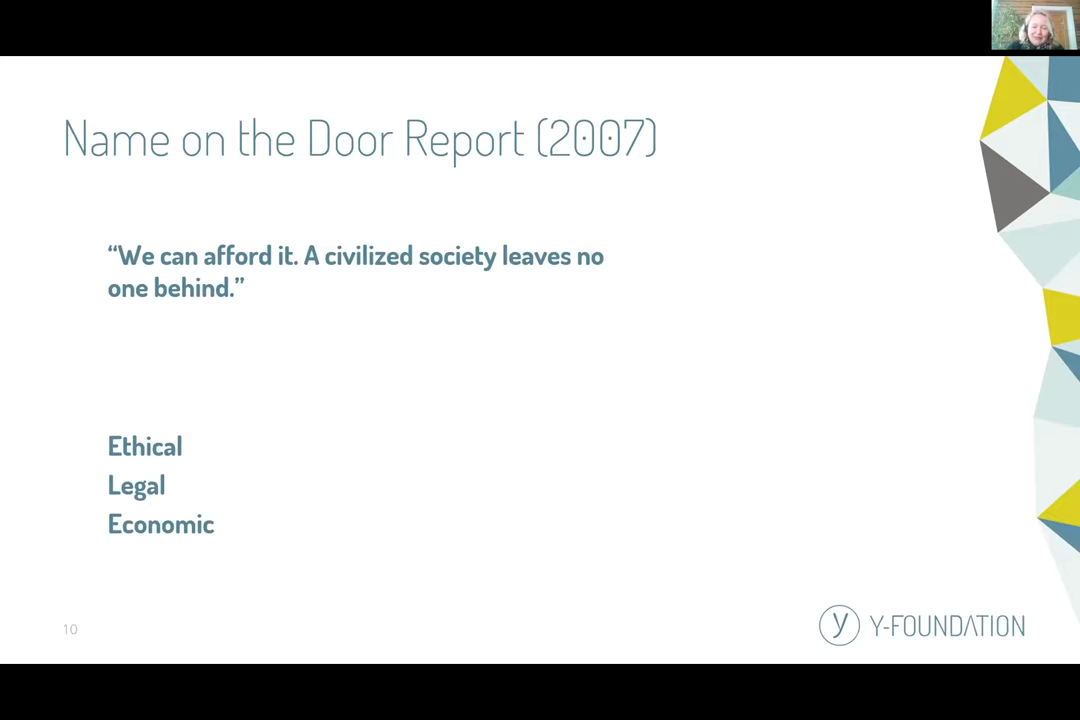 Name on the Door Report (2007)
“We can afford it. A civilized society leaves no
one behind.”
Ethical
Legal
Economic
10
y Y-FOUNDATION